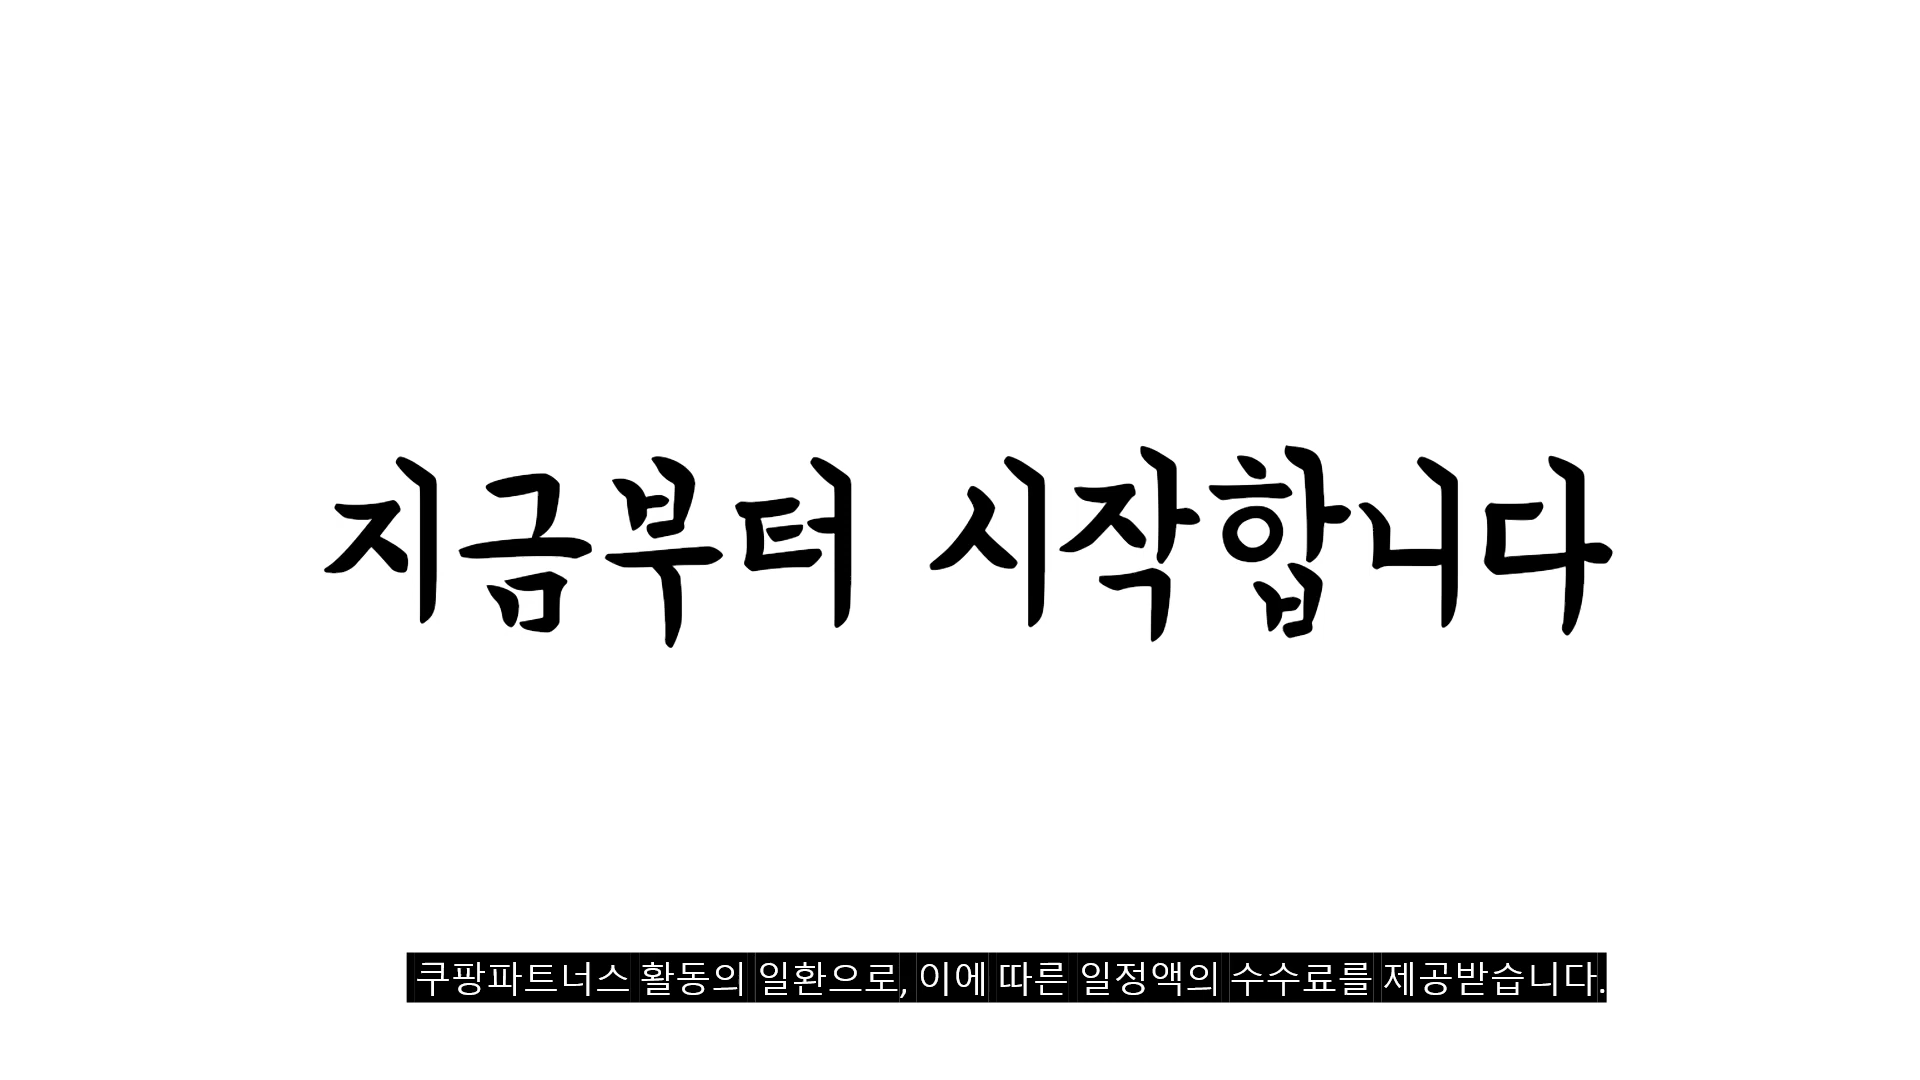 지금부터 시작합니다
쿠팡파트너스 활동의 일환으로, 이에 따른 일정액의 수수료를 제공받습니다.